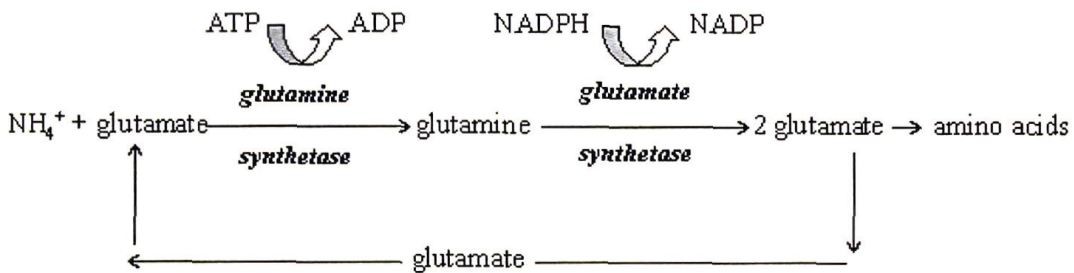 ATP ADP NADPH NADP
glutamine glutamate
NH₄⁺ + glutamate glutamine 2 glutamate amino acids
synthetase synthetase
glutamate